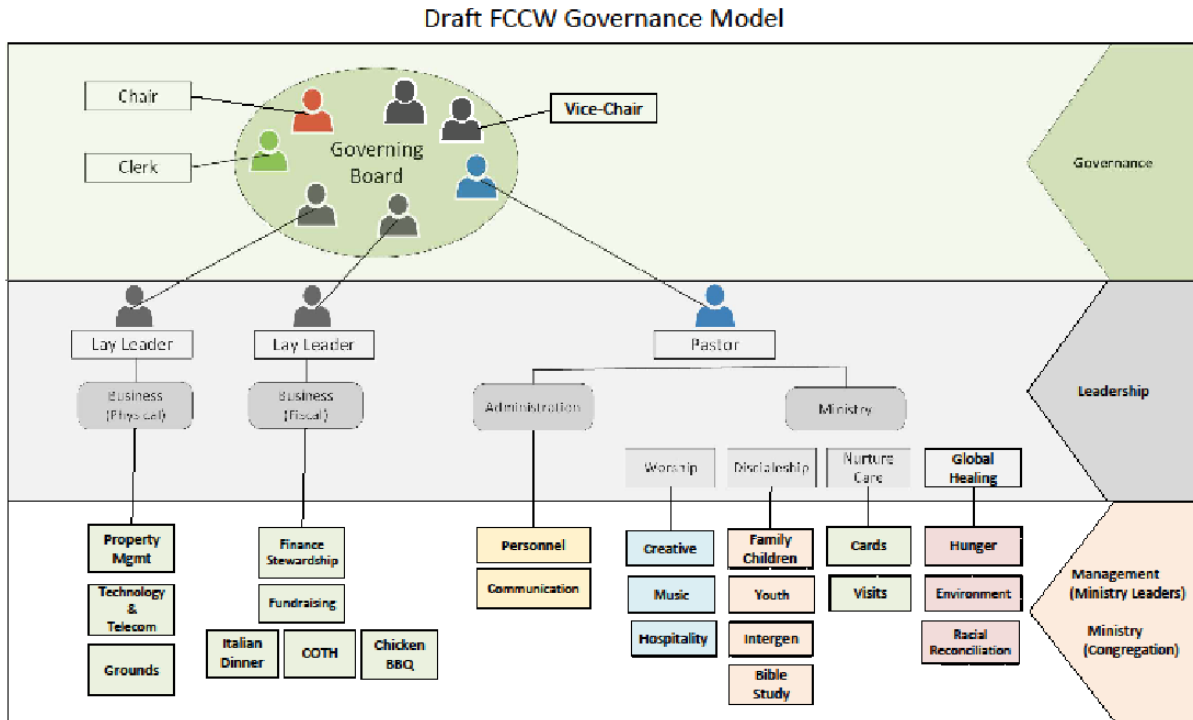 Draft FCCW Governance Model
Chair
Vice-Chair
Clerk
Governing
Board
Governance
Lay Leader
Lay Leader
Pastor
Business
(Physical)
Business
(Fiscal)
Administration
Ministry
Leadership
Worship
Discipleship
Nurture
Care
Global
Healing
Property
Mgmt
Technology
&
Telecom
Grounds
Finance
Stewardship
Fundraising
Italian
Dinner
COTH
Chicken
BBQ
Personnel
Communication
Creative
Music
Hospitality
Family
Children
Youth
Intergen
Bible
Study
Cards
Visits
Hunger
Environment
Racial
Reconciliation
Management
(Ministry Leaders)
Ministry
(Congregation)